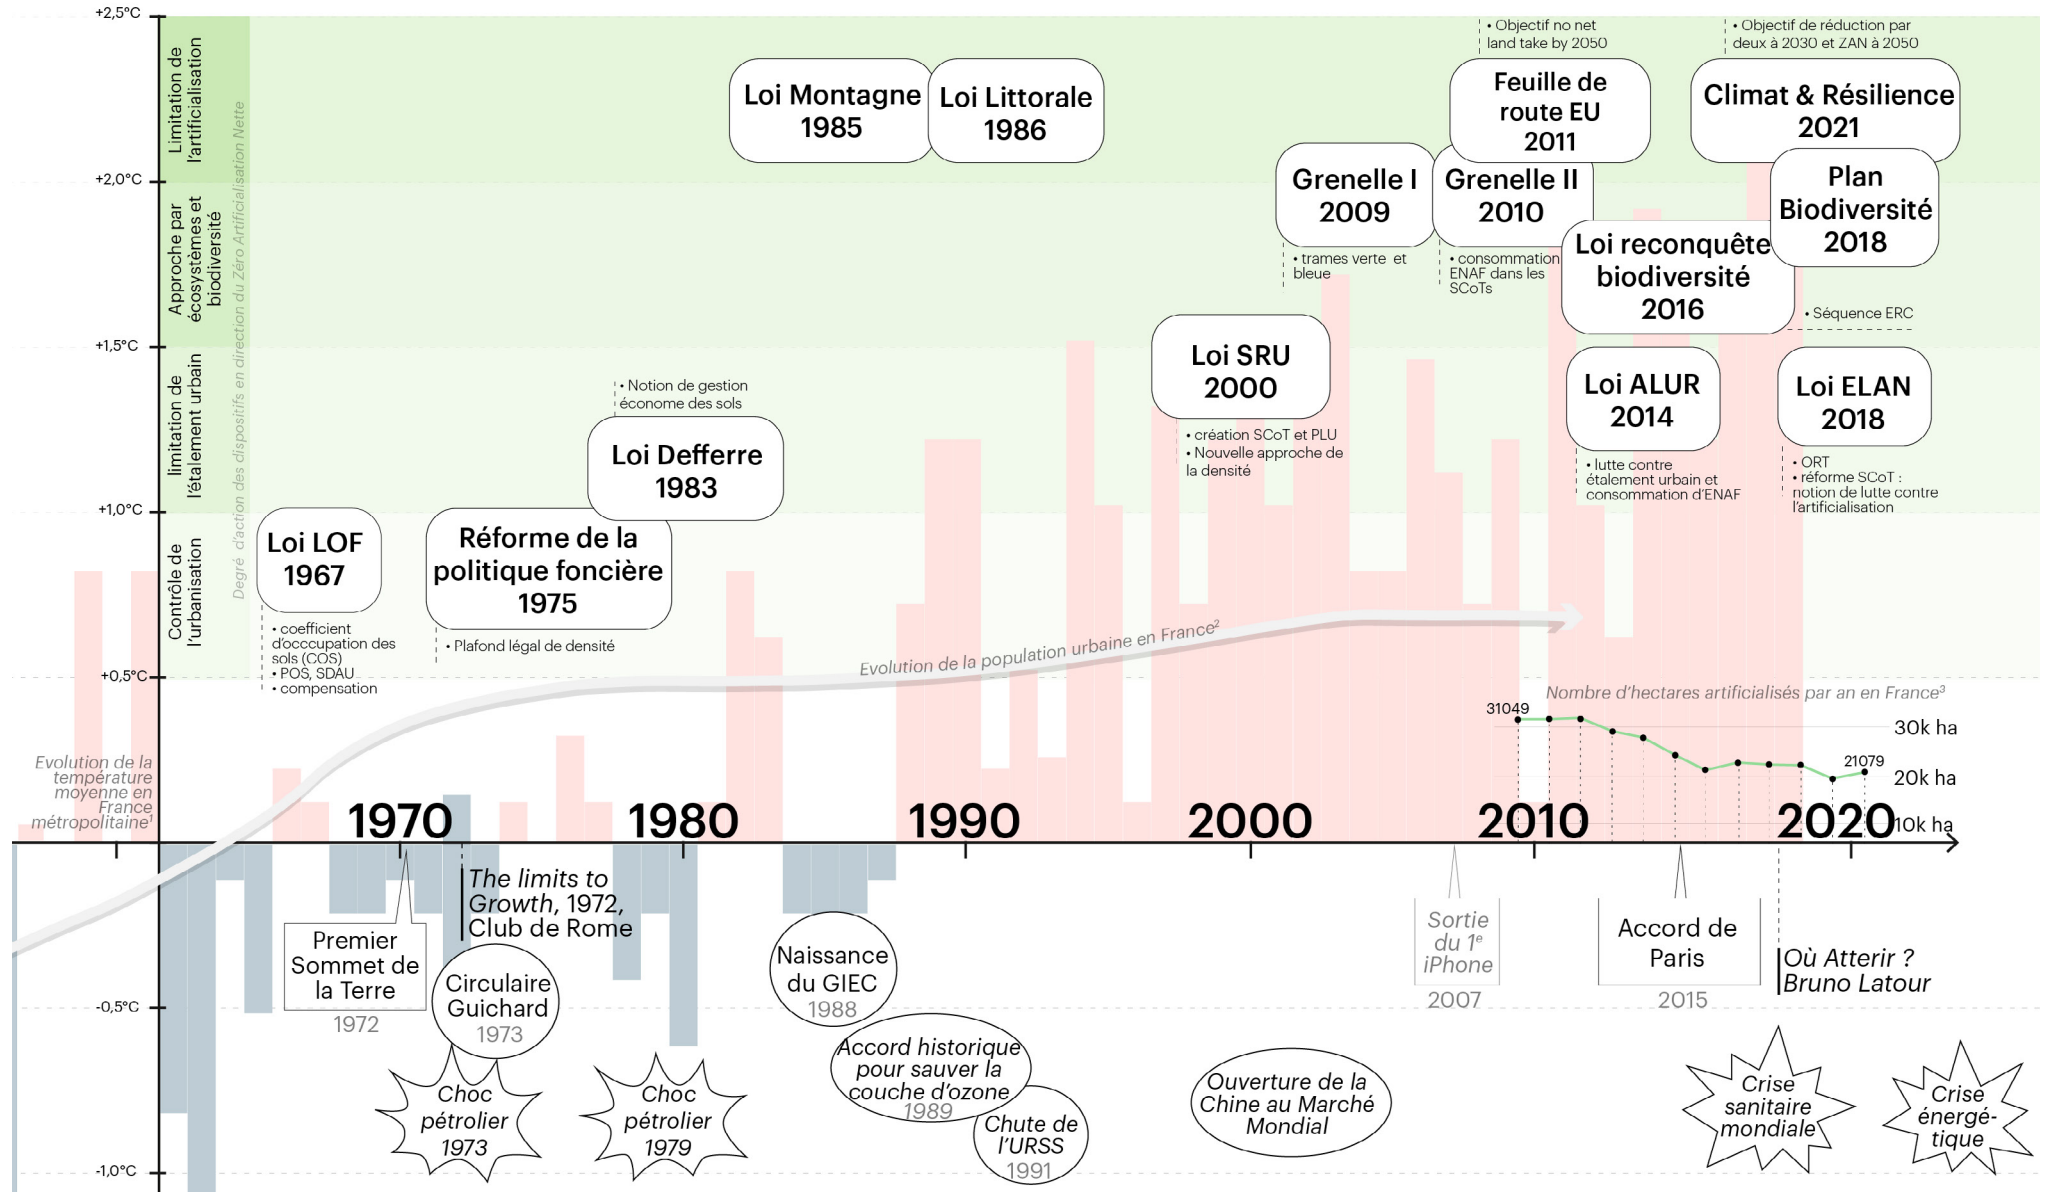 +2,5°C
+2,0°C
+1,5°C
+1,0°C
+0,5°C
-0,5°C
-1,0°C
Limitation de
l'artificialisation
Approche par
écosystèmes et
biodiversité
limitation de
l'étalement urbain
Contrôle de
l'urbanisation
Degré d'action des dispositifs en direction du Zéro Artificialisation Nette
Evolution de la
température
moyenne en
France
métropolitaine¹
Loi LOF
1967
• coefficient
d'occcupation des
sols (COS)
• POS, SDAU
• compensation
Réforme de la
politique foncière
1975
• Plafond légal de densité
• Notion de gestion
économe des sols
Loi Defferre
1983
Loi Montagne
1985
Loi Littorale
1986
Loi SRU
2000
• création SCoT et PLU
• Nouvelle approche de
la densité
Grenelle I
2009
• trames verte et
bleue
Grenelle II
2010
• consommation
ENAF dans les
SCoTs
• Objectif no net
land take by 2050
Feuille de
route EU
2011
Loi reconquête
biodiversité
2016
• Séquence ERC
Loi ALUR
2014
• lutte contre
étalement urbain et
consommation d'ENAF
• Objectif de réduction par
deux à 2030 et ZAN à 2050
Climat & Résilience
2021
Plan
Biodiversité
2018
Loi ELAN
2018
• ORT
• réforme SCoT :
notion de lutte contre
l'artificialisation
Evolution de la population urbaine en France²
Nombre d'hectares artificialisés par an en France³
31049
21079
30k ha
20k ha
10k ha
1970
1980
1990
2000
2010
2020
Premier
Sommet de
la Terre
1972
The limits to
Growth, 1972,
Club de Rome
Circulaire
Guichard
1973
Choc
pétrolier
1973
Choc
pétrolier
1979
Naissance
du GIEC
1988
Accord historique
pour sauver la
couche d'ozone
1989
Chute de
l'URSS
1991
Ouverture de la
Chine au Marché
Mondial
Sortie
du 1e
iPhone
2007
Accord de
Paris
2015
Où Atterir ?
Bruno Latour
Crise
sanitaire
mondiale
Crise
énergé-
tique